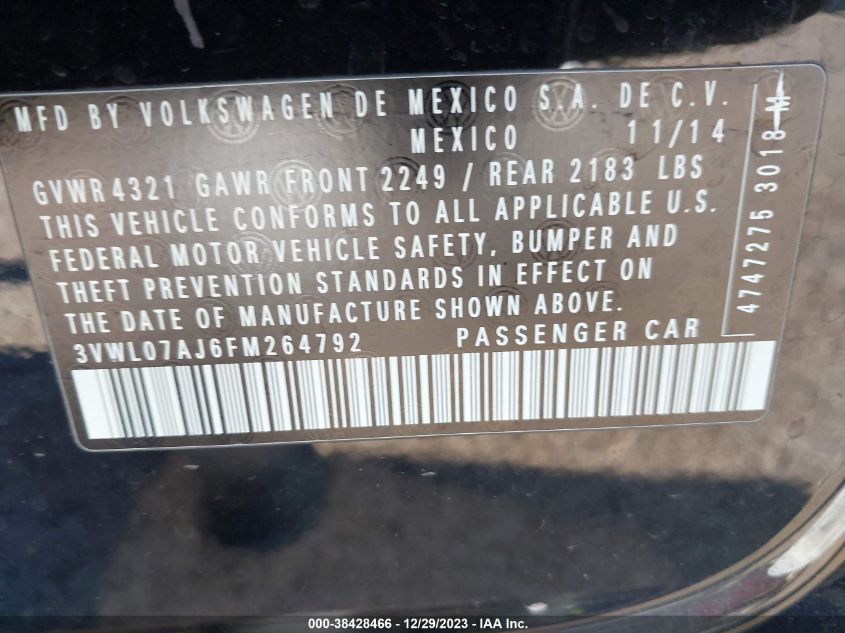 MFD BY VOLKSWAGEN DE MEXICO S.A. DE C.V.
MEXICO 11/14
GVWR 4321 GAWR FRONT 2249 / REAR 2183 LBS
THIS VEHICLE CONFORMS TO ALL APPLICABLE U.S.
FEDERAL MOTOR VEHICLE SAFETY, BUMPER AND
THEFT PREVENTION STANDARDS IN EFFECT ON
THE DATE OF MANUFACTURE SHOWN ABOVE.
3VWL07AJ6FM264792 PASSENGER CAR
4747275 3018 M
000-38428466 - 12/29/2023 - IAAI.COM